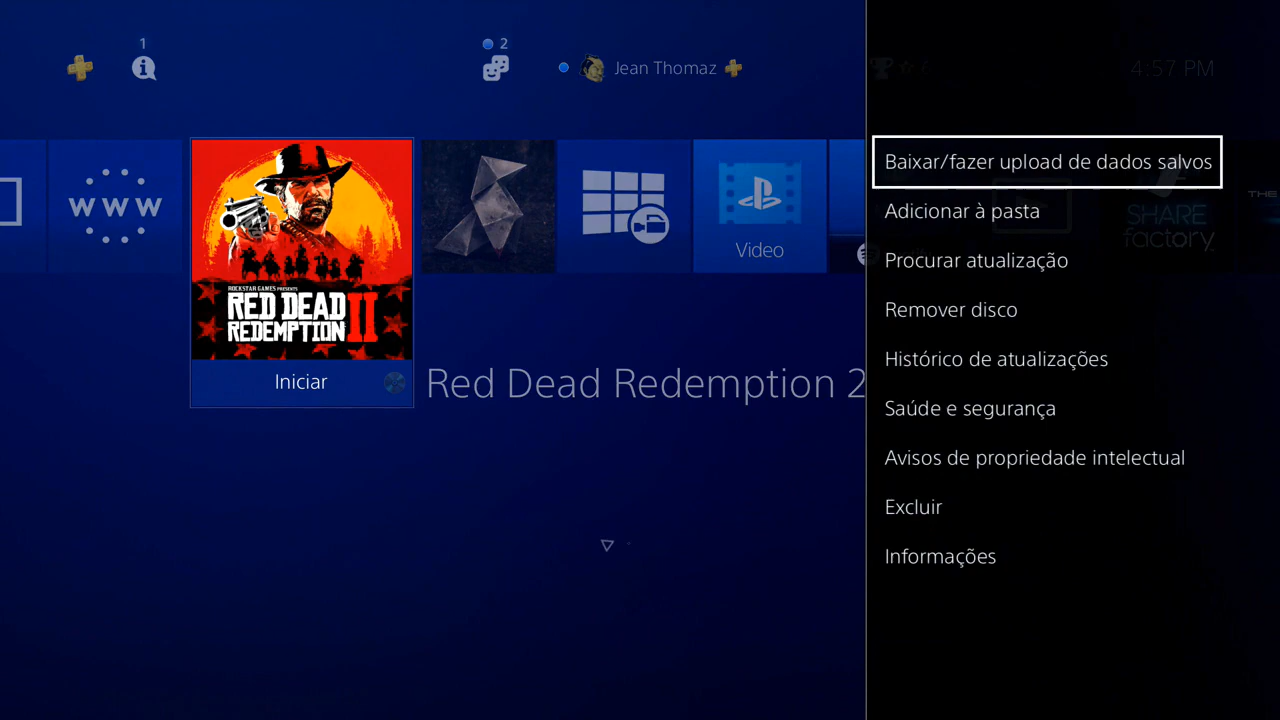 1
2
Jean Thomaz
4:57 PM
www
ROCKSTAR GAMES PRESENTS
RED DEAD
REDEMPTION II
Iniciar
Red Dead Redemption 2
Video
SHARE
factory
THE
Baixar/fazer upload de dados salvos
Adicionar à pasta
Procurar atualização
Remover disco
Histórico de atualizações
Saúde e segurança
Avisos de propriedade intelectual
Excluir
Informações